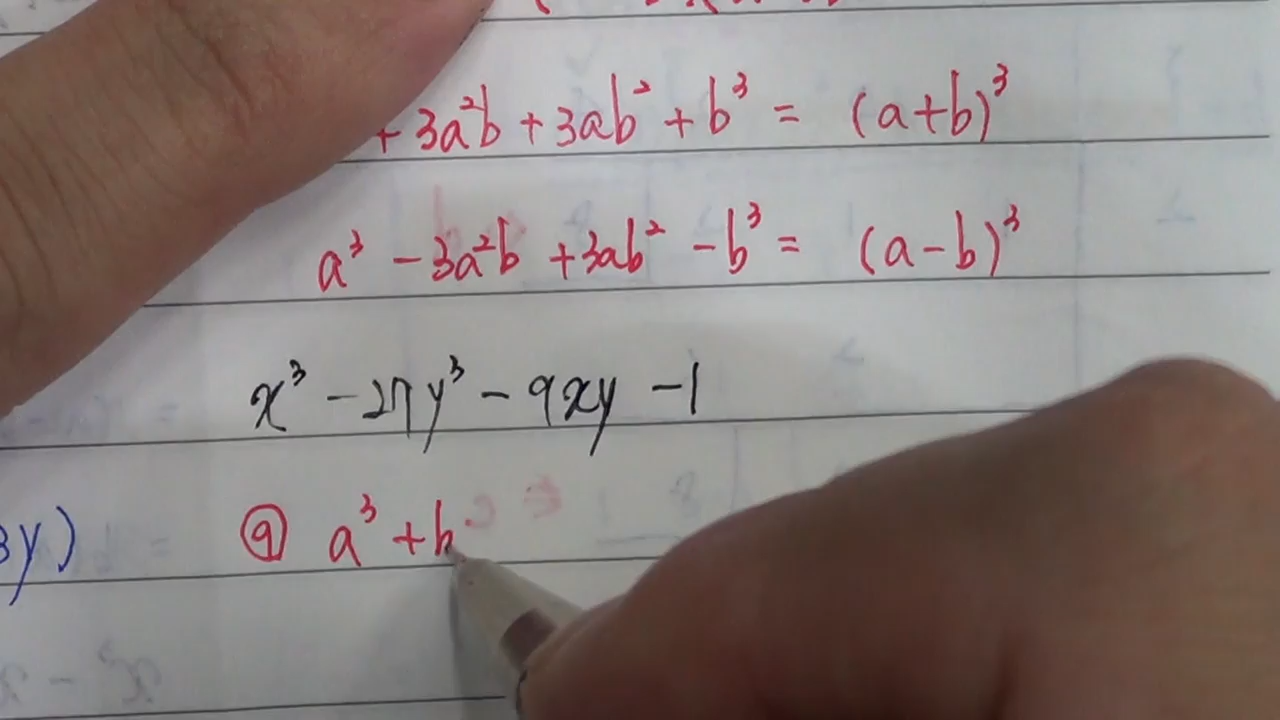 + 3a²b + 3ab² + b³ = (a+b)³
a³ - 3a²b + 3ab² - b³ = (a-b)³
x³ - 27y³ - 9xy - 1
3y) ⑨ a³ + b